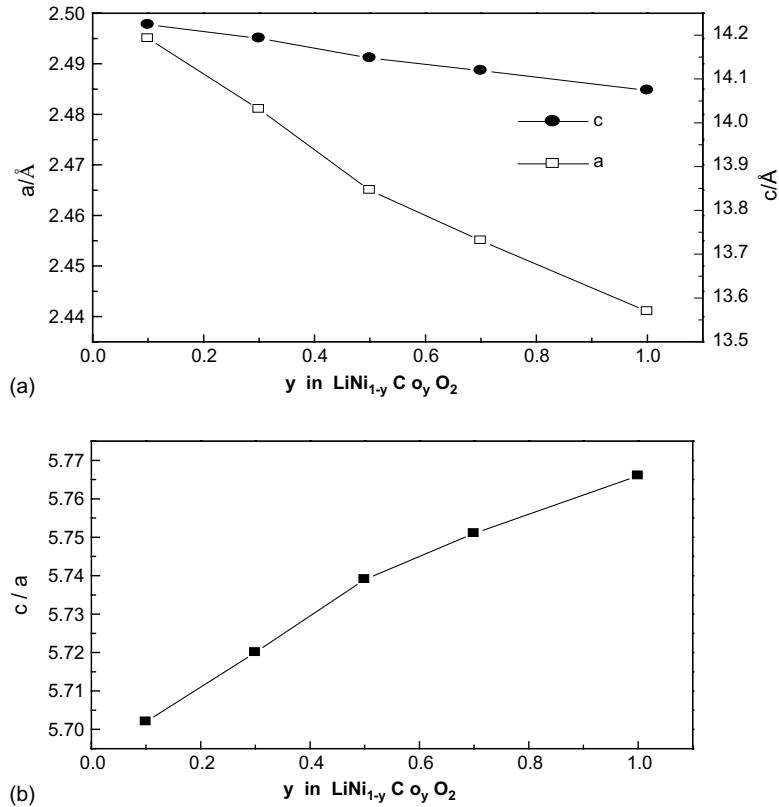 2.50
2.49
2.48
2.47
2.46
2.45
2.44
a/Å
14.2
14.1
14.0
13.9
13.8
13.7
13.6
13.5
c/Å
c
a
0.0 0.2 0.4 0.6 0.8 1.0
y in LiNi₁₋y C oy O₂
(a)
5.77
5.76
5.75
5.74
5.73
5.72
5.71
5.70
c / a
0.0 0.2 0.4 0.6 0.8 1.0
y in LiNi₁₋y C oy O₂
(b)